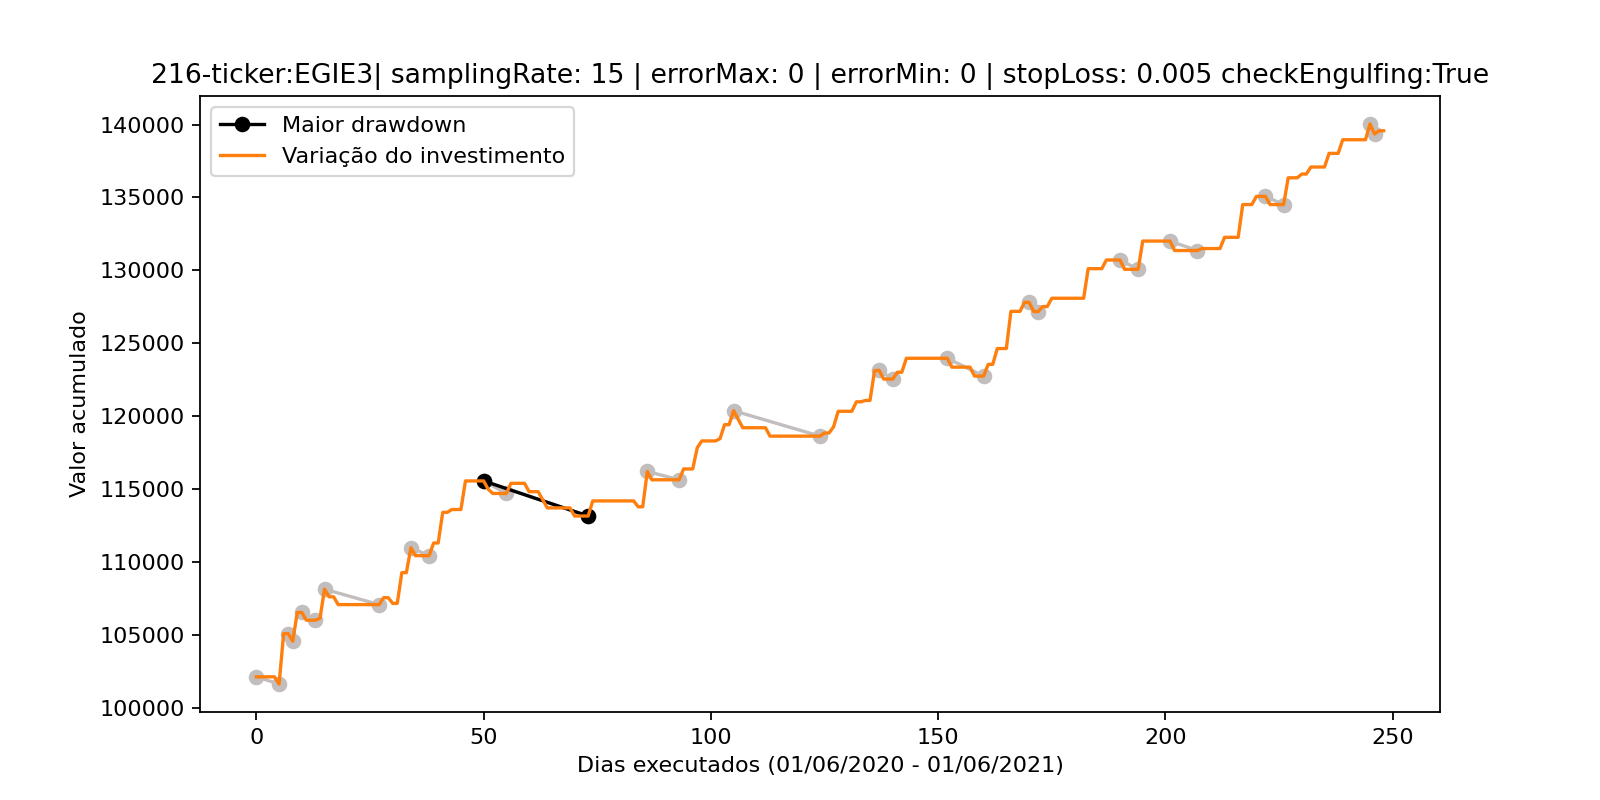 216-ticker:EGIE3| samplingRate: 15 | errorMax: 0 | errorMin: 0 | stopLoss: 0.005 checkEngulfing:True
Maior drawdown
Variação do investimento
140000
135000
130000
125000
120000
115000
110000
105000
100000
Valor acumulado
0 50 100 150 200 250
Dias executados (01/06/2020 - 01/06/2021)